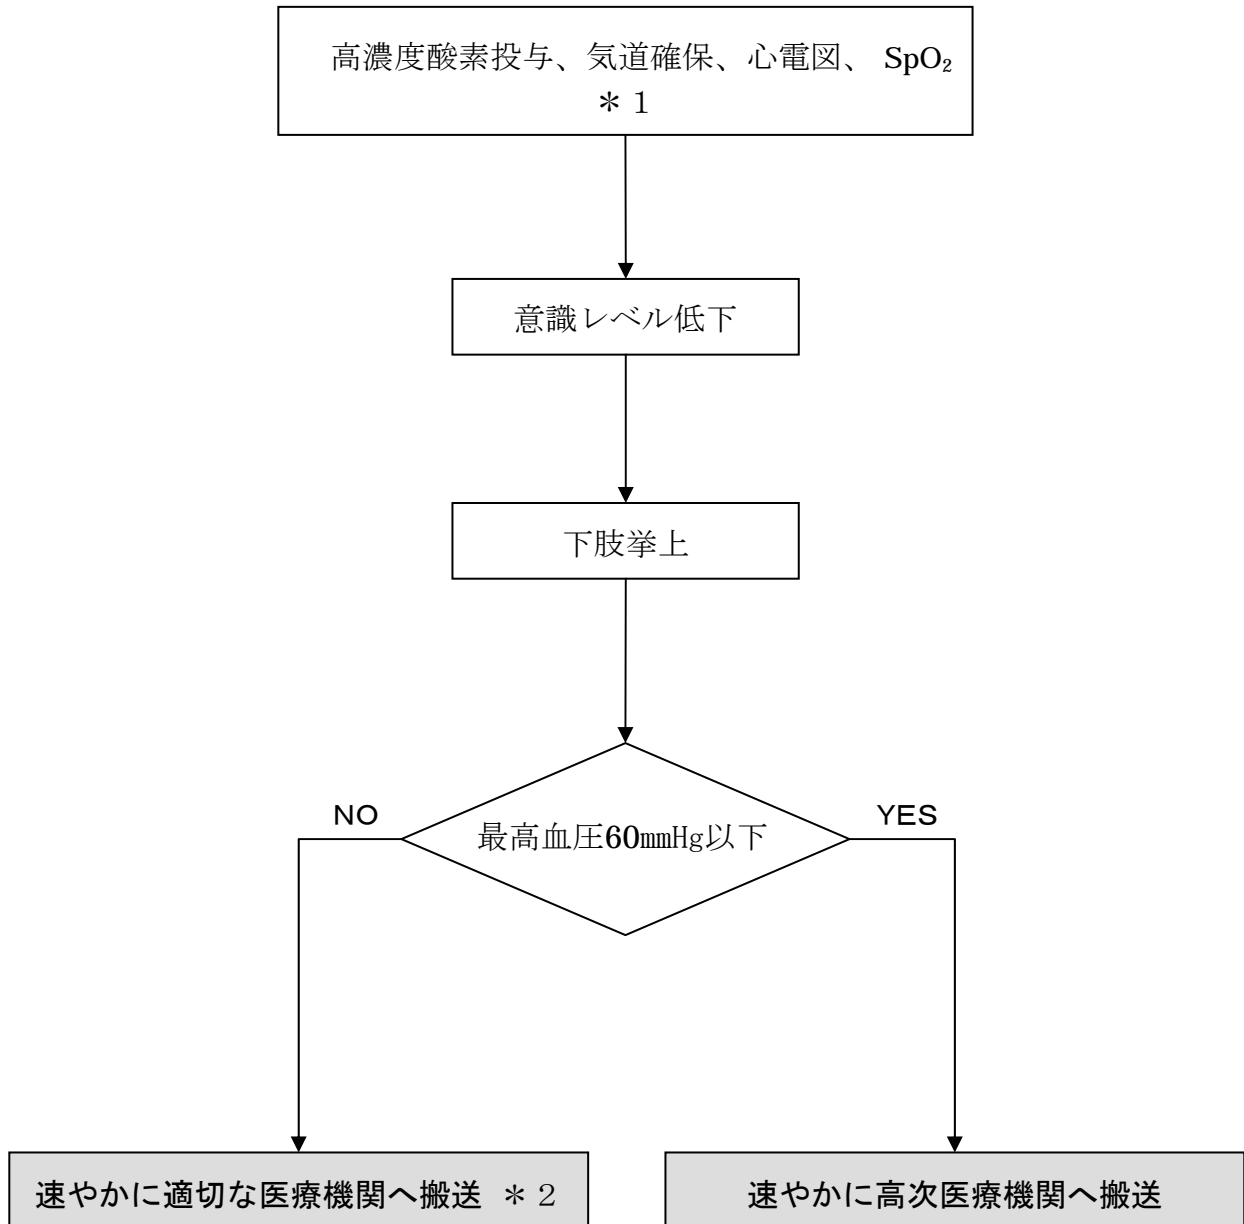 高濃度酸素投与、気道確保、心電図、 SpO₂
＊１
意識レベル低下
下肢挙上
最高血圧60㎜Hg以下
NO
YES
速やかに適切な医療機関へ搬送 ＊２
速やかに高次医療機関へ搬送